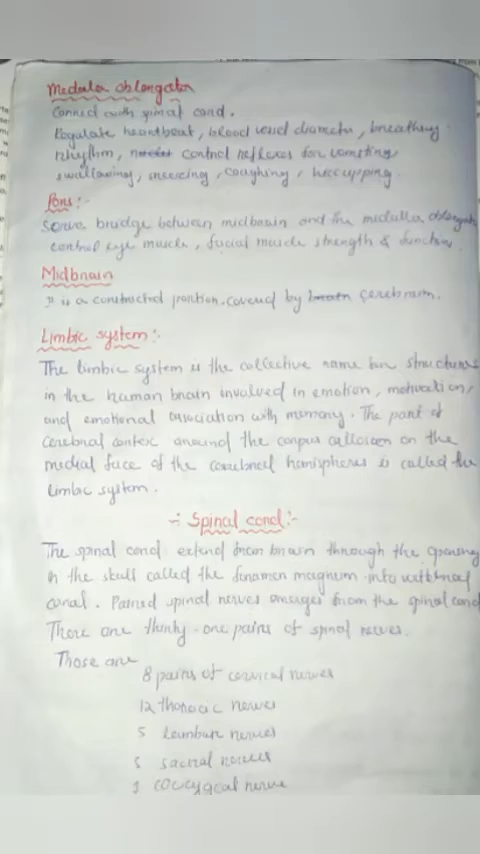 Medulla oblongator
Connect with spinal cord.
Regulate heartbeat, blood vessel diameter, breathing
rhythm, control reflexes for vomiting,
swallowing, sneezing, coughing, hiccupping.
Pons:-
Serve bridge between midbrain and the medulla oblongata
control eye muscle, facial muscle strength & function.
Midbrain
It is a constructed portion. covered by cerebrum.
Limbic system:-
The limbic system is the collective name for structures
in the human brain involved in emotion, motivation,
and emotional association with memory. The part of
cerebral cortex around the corpus callosum on the
medial face of the cerebral hemispheres is called the
limbic system.
-: Spinal cord:-
The spinal cord extend from brain through the opening
in the skull called the foramen magnum into vertebral
canal. Paired spinal nerves emerges from the spinal cord
There are thirty-one pairs of spinal nerves.
Those are
8 pairs of cervical nerves
12 thoracic nerves
5 lumbar nerves
5 sacral nerves
1 coccygeal nerve